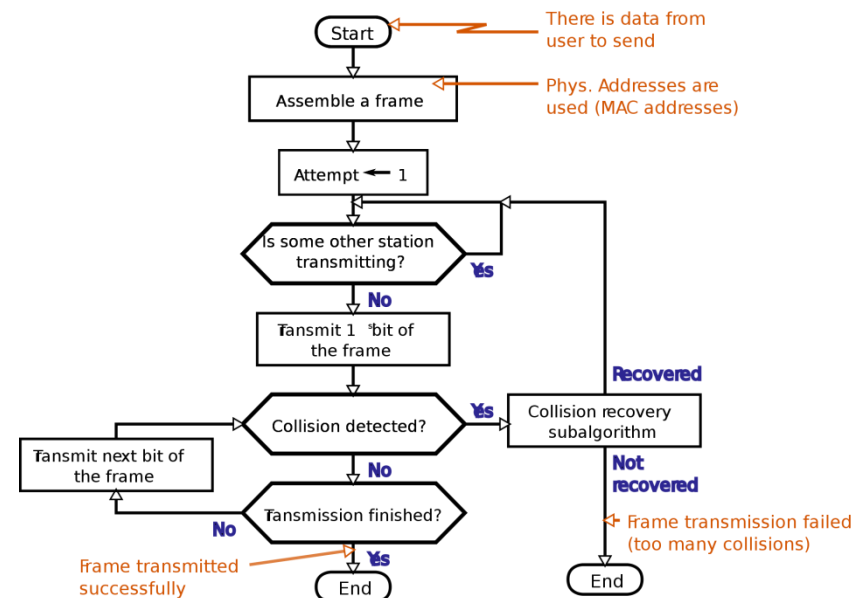 Start
There is data from
user to send
Assemble a frame
Phys. Addresses are
used (MAC addresses)
Attempt ← 1
Is some other station
transmitting?
Yes
No
Transmit 1 s bit of
the frame
Recovered
Collision detected?
Yes
Collision recovery
subalgorithm
Transmit next bit of
the frame
No
Not
recovered
Transmission finished?
No
Frame transmission failed
(too many collisions)
Yes
Frame transmitted
successfully
End
End